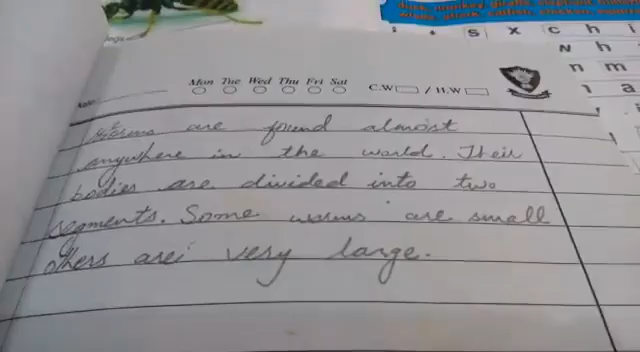 s x c h i
N h
n m
a
Mon Tue Wed Thu Fri Sat
C.W / H.W
are found almost
anywhere in the world. Their
bodies are divided into two
segments. Some worms are small
others are very large.